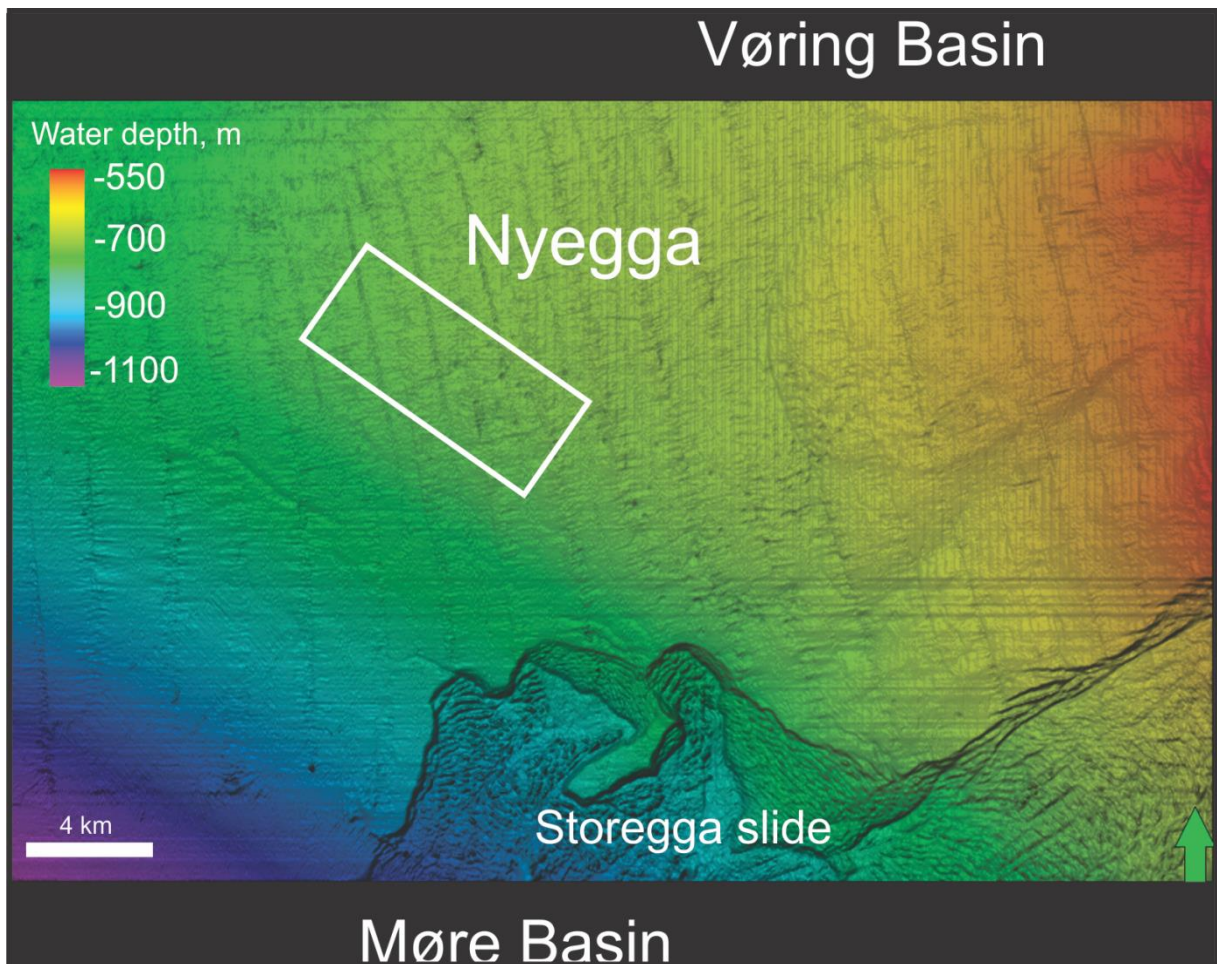 Vøring Basin
Water depth, m
-550
-700
-900
-1100
Nyegga
4 km
Storegga slide
Møre Basin